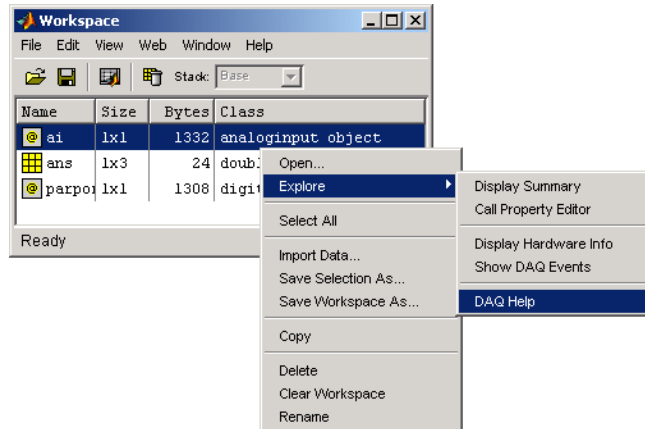 Workspace
File Edit View Web Window Help
Stack: Base
Name Size Bytes Class
ai 1x1 1332 analoginput object
ans 1x3 24 doubl
parpor 1x1 1308 digit
Ready
Open...
Explore
Select All
Import Data...
Save Selection As...
Save Workspace As...
Copy
Delete
Clear Workspace
Rename
Display Summary
Call Property Editor
Display Hardware Info
Show DAQ Events
DAQ Help